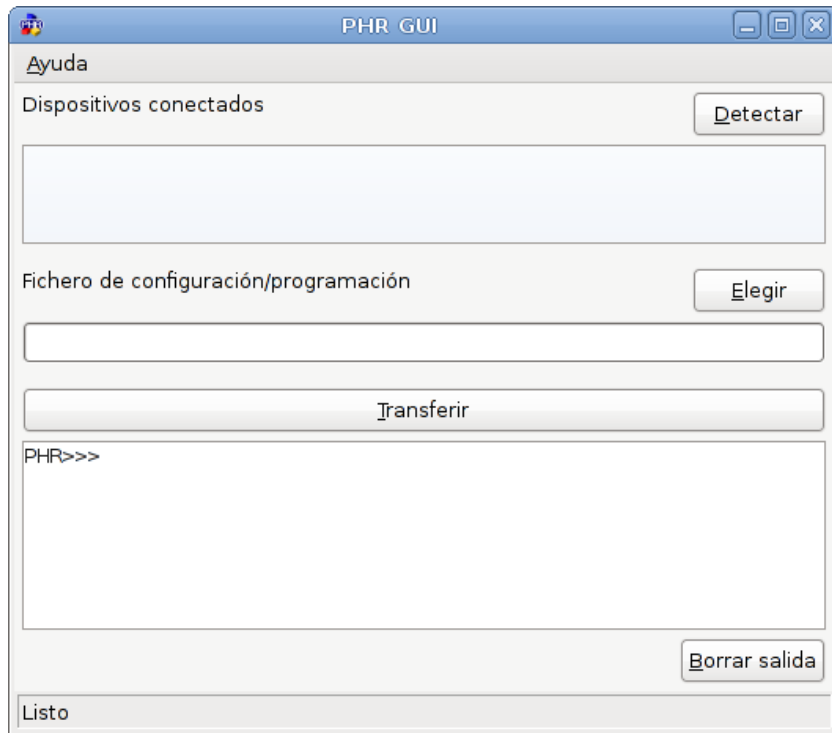 PHR GUI
Ayuda
Dispositivos conectados
Detectar
Fichero de configuración/programación
Elegir
Transferir
PHR>>>
Borrar salida
Listo